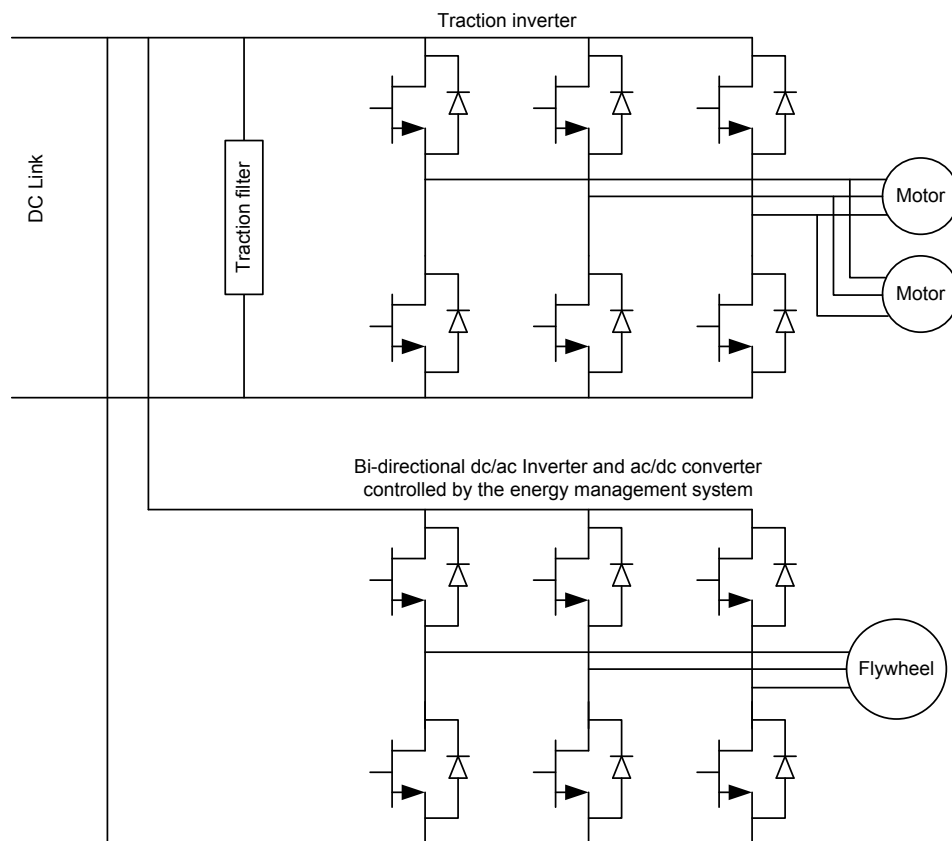 Traction inverter
DC Link
Traction filter
Motor
Motor
Bi-directional dc/ac Inverter and ac/dc converter
controlled by the energy management system
Flywheel